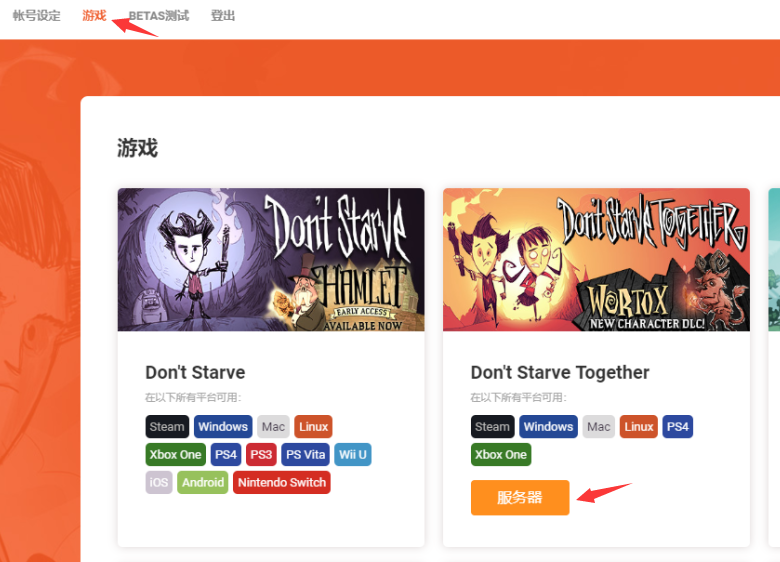 帐号设定 游戏 BETAS测试 登出
游戏
Don't Starve
HAMLET
EARLY ACCESS
AVAILABLE NOW
Don't Starve Together
WORTOX
NEW CHARACTER DLC!
Don't Starve
在以下所有平台可用:
Steam Windows Mac Linux
Xbox One PS4 PS3 PS Vita Wii U
iOS Android Nintendo Switch
Don't Starve Together
在以下所有平台可用:
Steam Windows Mac Linux PS4
Xbox One
服务器